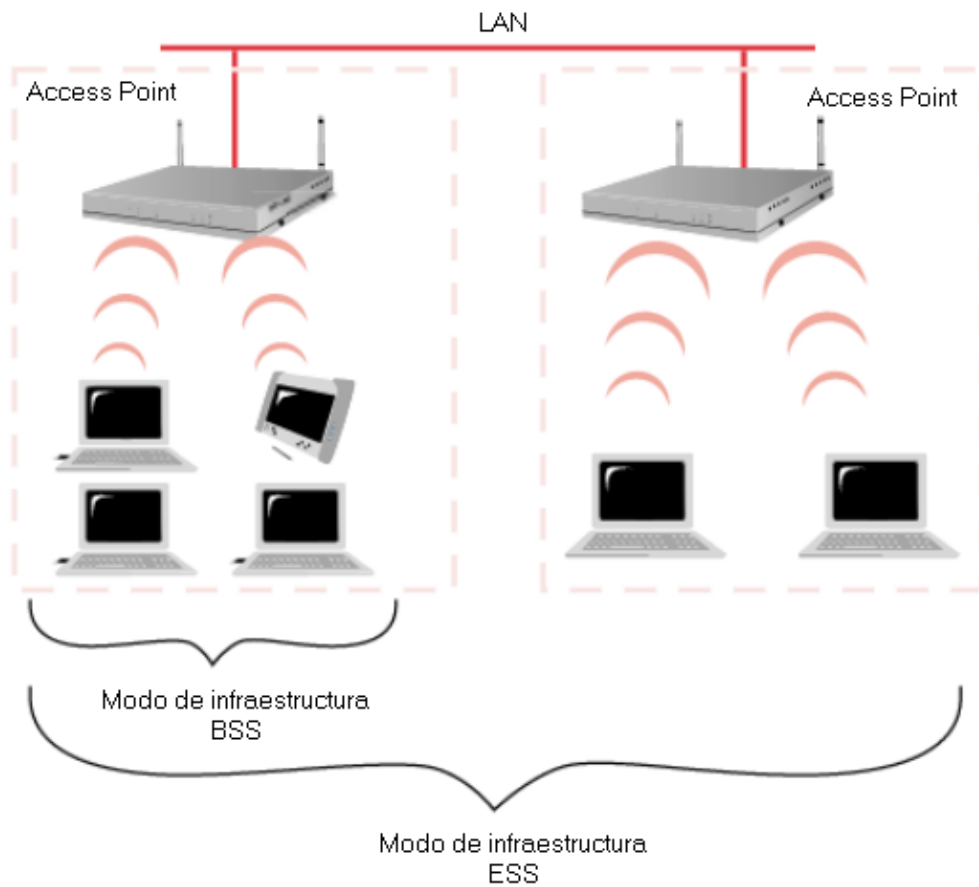 LAN
Access Point
Access Point
Modo de infraestructura
BSS
Modo de infraestructura
ESS